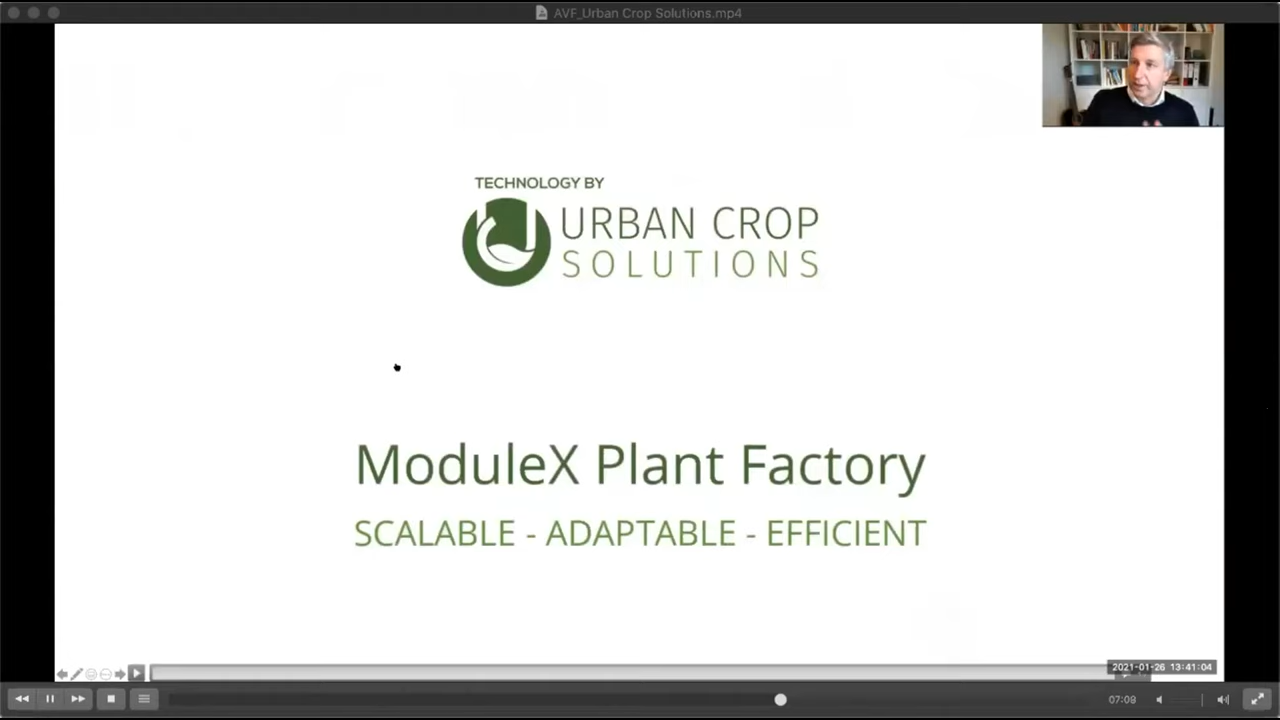 AVF_Urban Crop Solutions.mp4
TECHNOLOGY BY
URBAN CROP
SOLUTIONS
ModuleX Plant Factory
SCALABLE - ADAPTABLE - EFFICIENT
2021-01-26 13:41:04
07:09